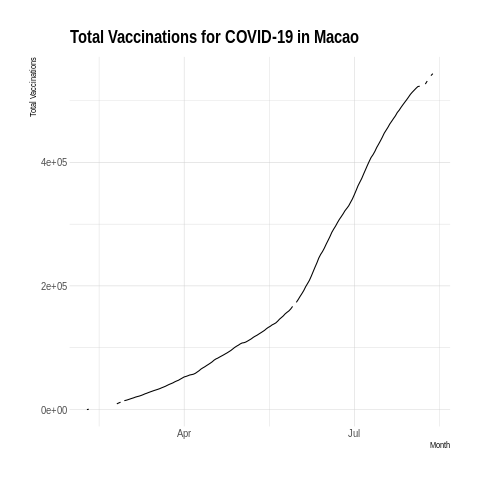 Total Vaccinations for COVID-19 in Macao
Total Vaccinations
4e+05
2e+05
0e+00
Apr
Jul
Month